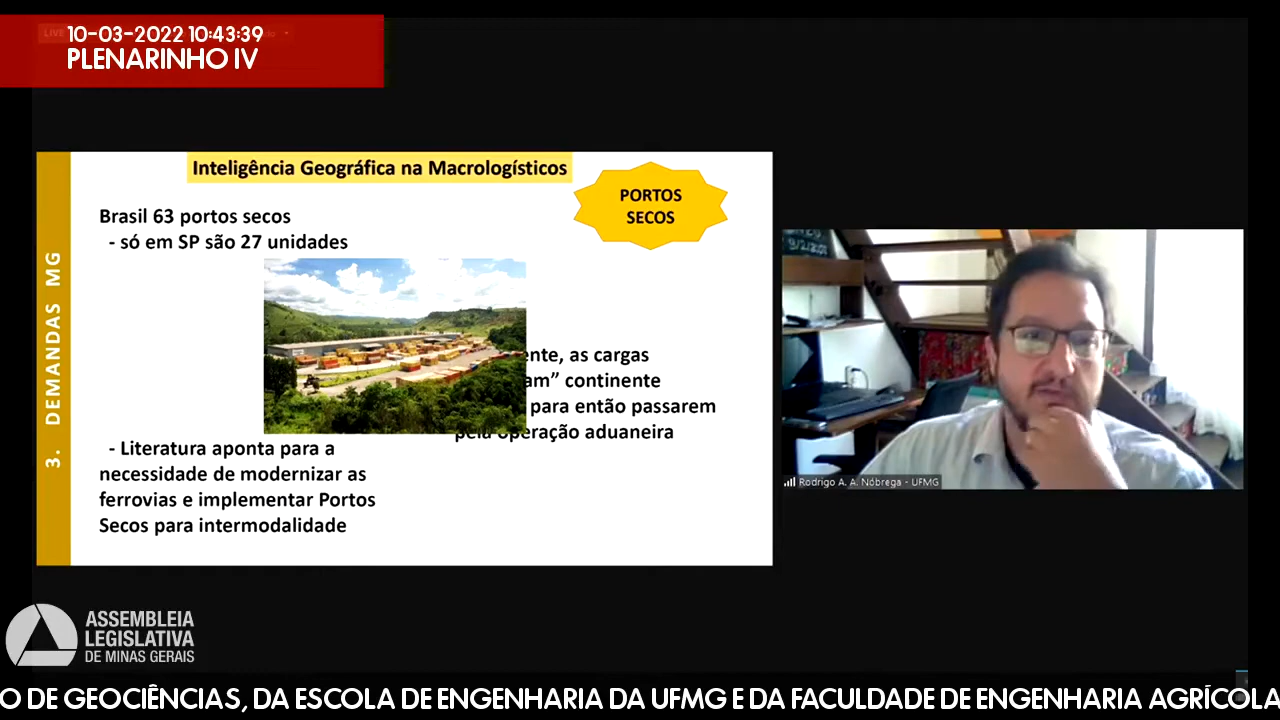 10-03-2022 10:43:39
PLENARINHO IV
LIVE
Inteligência Geográfica na Macrologísticos
PORTOS
SECOS
Brasil 63 portos secos
- só em SP são 27 unidades
ente, as cargas
am” continente
para então passarem
pela operação aduaneira
- Literatura aponta para a
necessidade de modernizar as
ferrovias e implementar Portos
Secos para intermodalidade
3. DEMANDAS MG
Rodrigo A. A. Nóbrega - UFMG
ASSEMBLEIA
LEGISLATIVA
DE MINAS GERAIS
O DE GEOCIÊNCIAS, DA ESCOLA DE ENGENHARIA DA UFMG E DA FACULDADE DE ENGENHARIA AGRÍCOLA